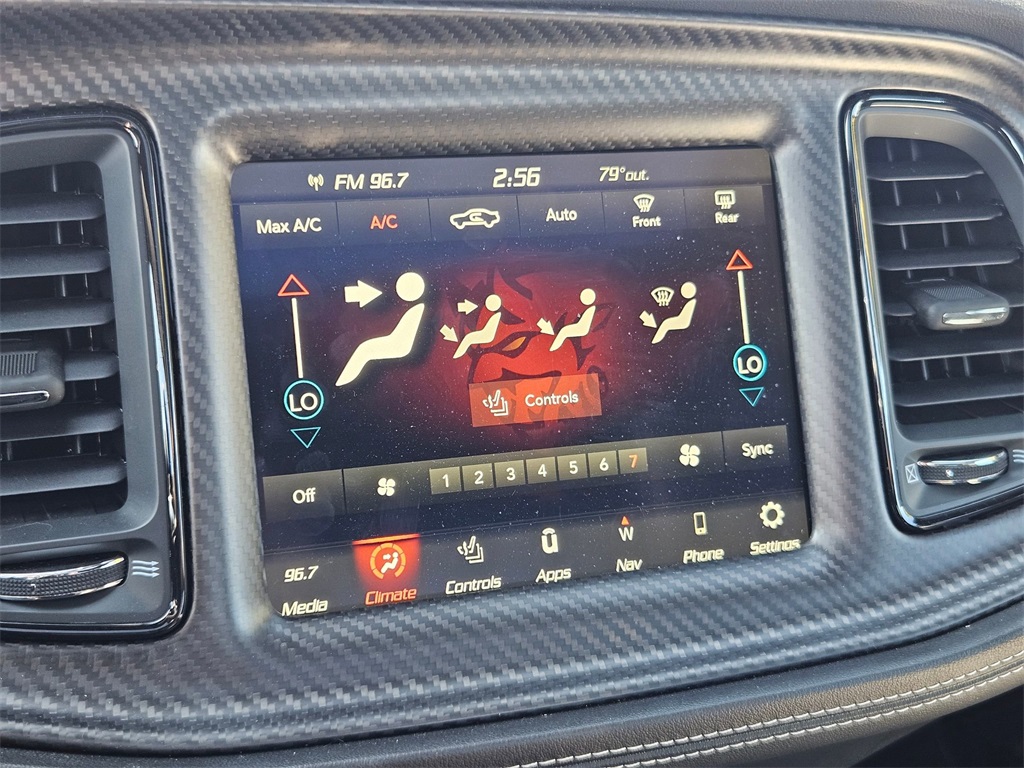 FM 96.7 2:56 79° out.
Max A/C A/C Auto Front Rear
LO LO
Controls
Off 1 2 3 4 5 6 7 Sync
96.7 W
Media Climate Controls Apps Nav Phone Settings